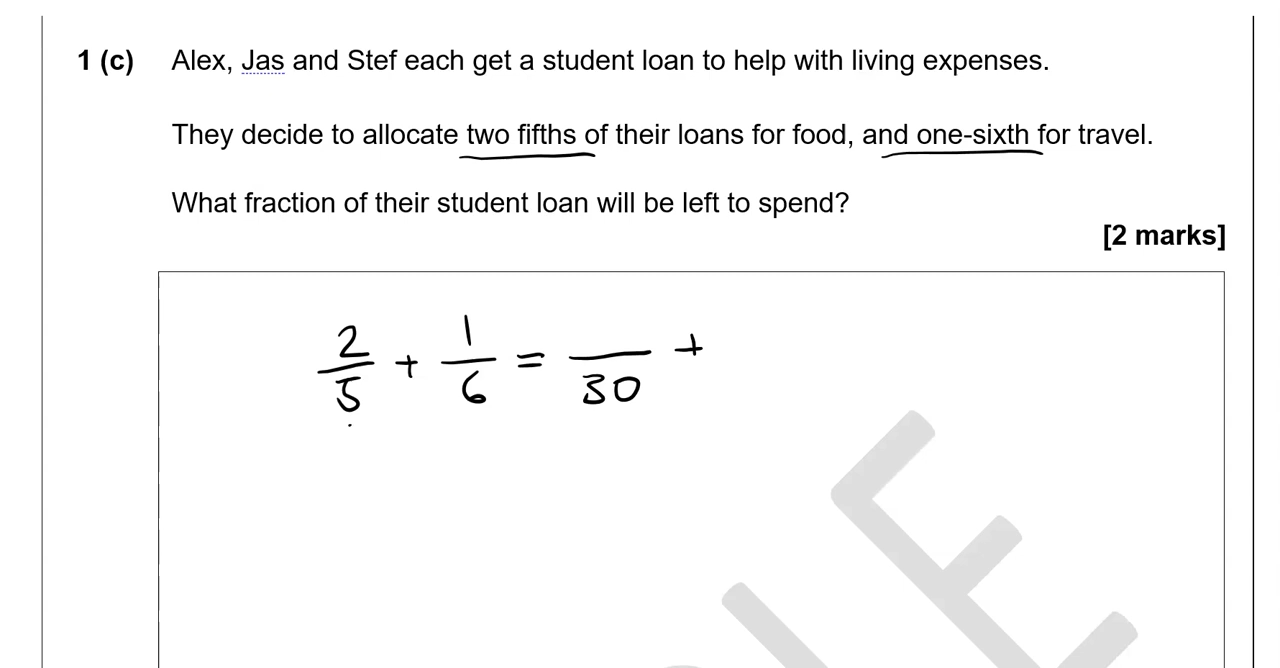 1 (c) Alex, Jas and Stef each get a student loan to help with living expenses.
They decide to allocate two fifths of their loans for food, and one-sixth for travel.
What fraction of their student loan will be left to spend?
[2 marks]
2/5 + 1/6 = /30 +